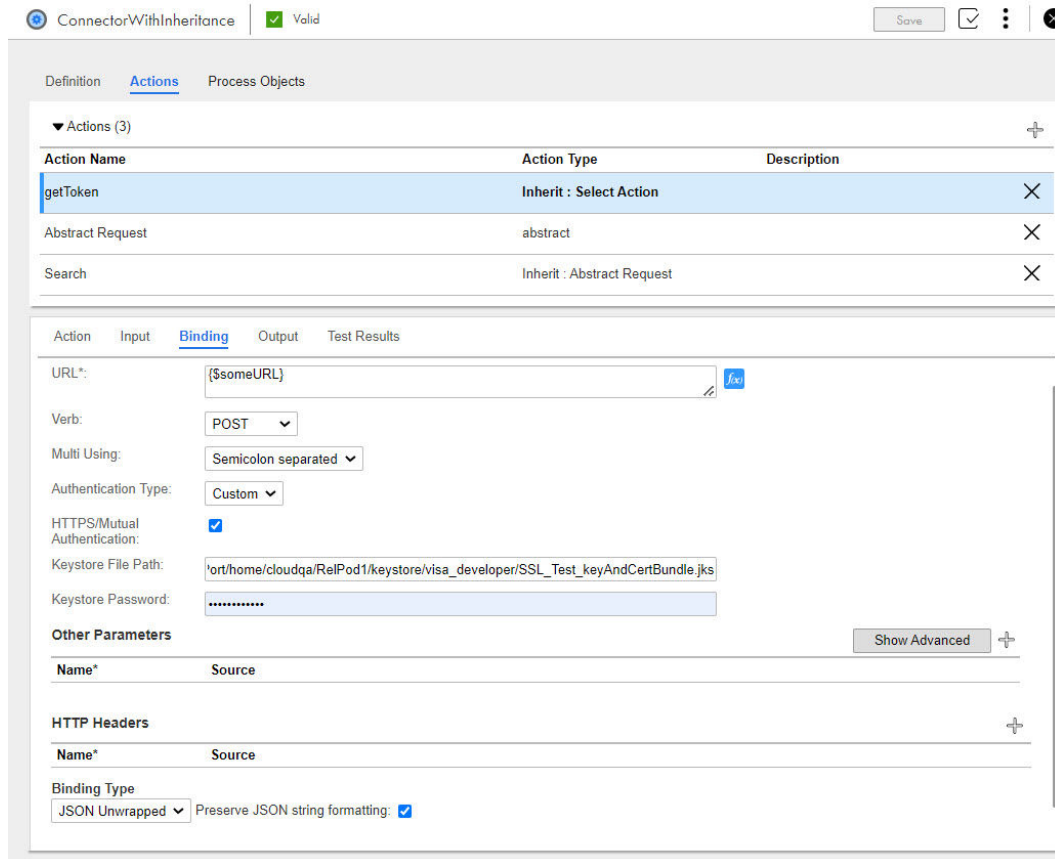 ConnectorWithInheritance Valid Save
Definition Actions Process Objects
Actions (3)
Action Name Action Type Description
getToken Inherit : Select Action
Abstract Request abstract
Search Inherit : Abstract Request
Action Input Binding Output Test Results
URL*: {$someURL} f(x)
Verb: POST
Multi Using: Semicolon separated
Authentication Type: Custom
HTTPS/Mutual
Authentication:
Keystore File Path: ort/home/cloudqa/RelPod1/keystore/visa_developer/SSL_Test_keyAndCertBundle.jks
Keystore Password: ••••••••••••
Other Parameters Show Advanced
Name* Source
HTTP Headers
Name* Source
Binding Type
JSON Unwrapped Preserve JSON string formatting: